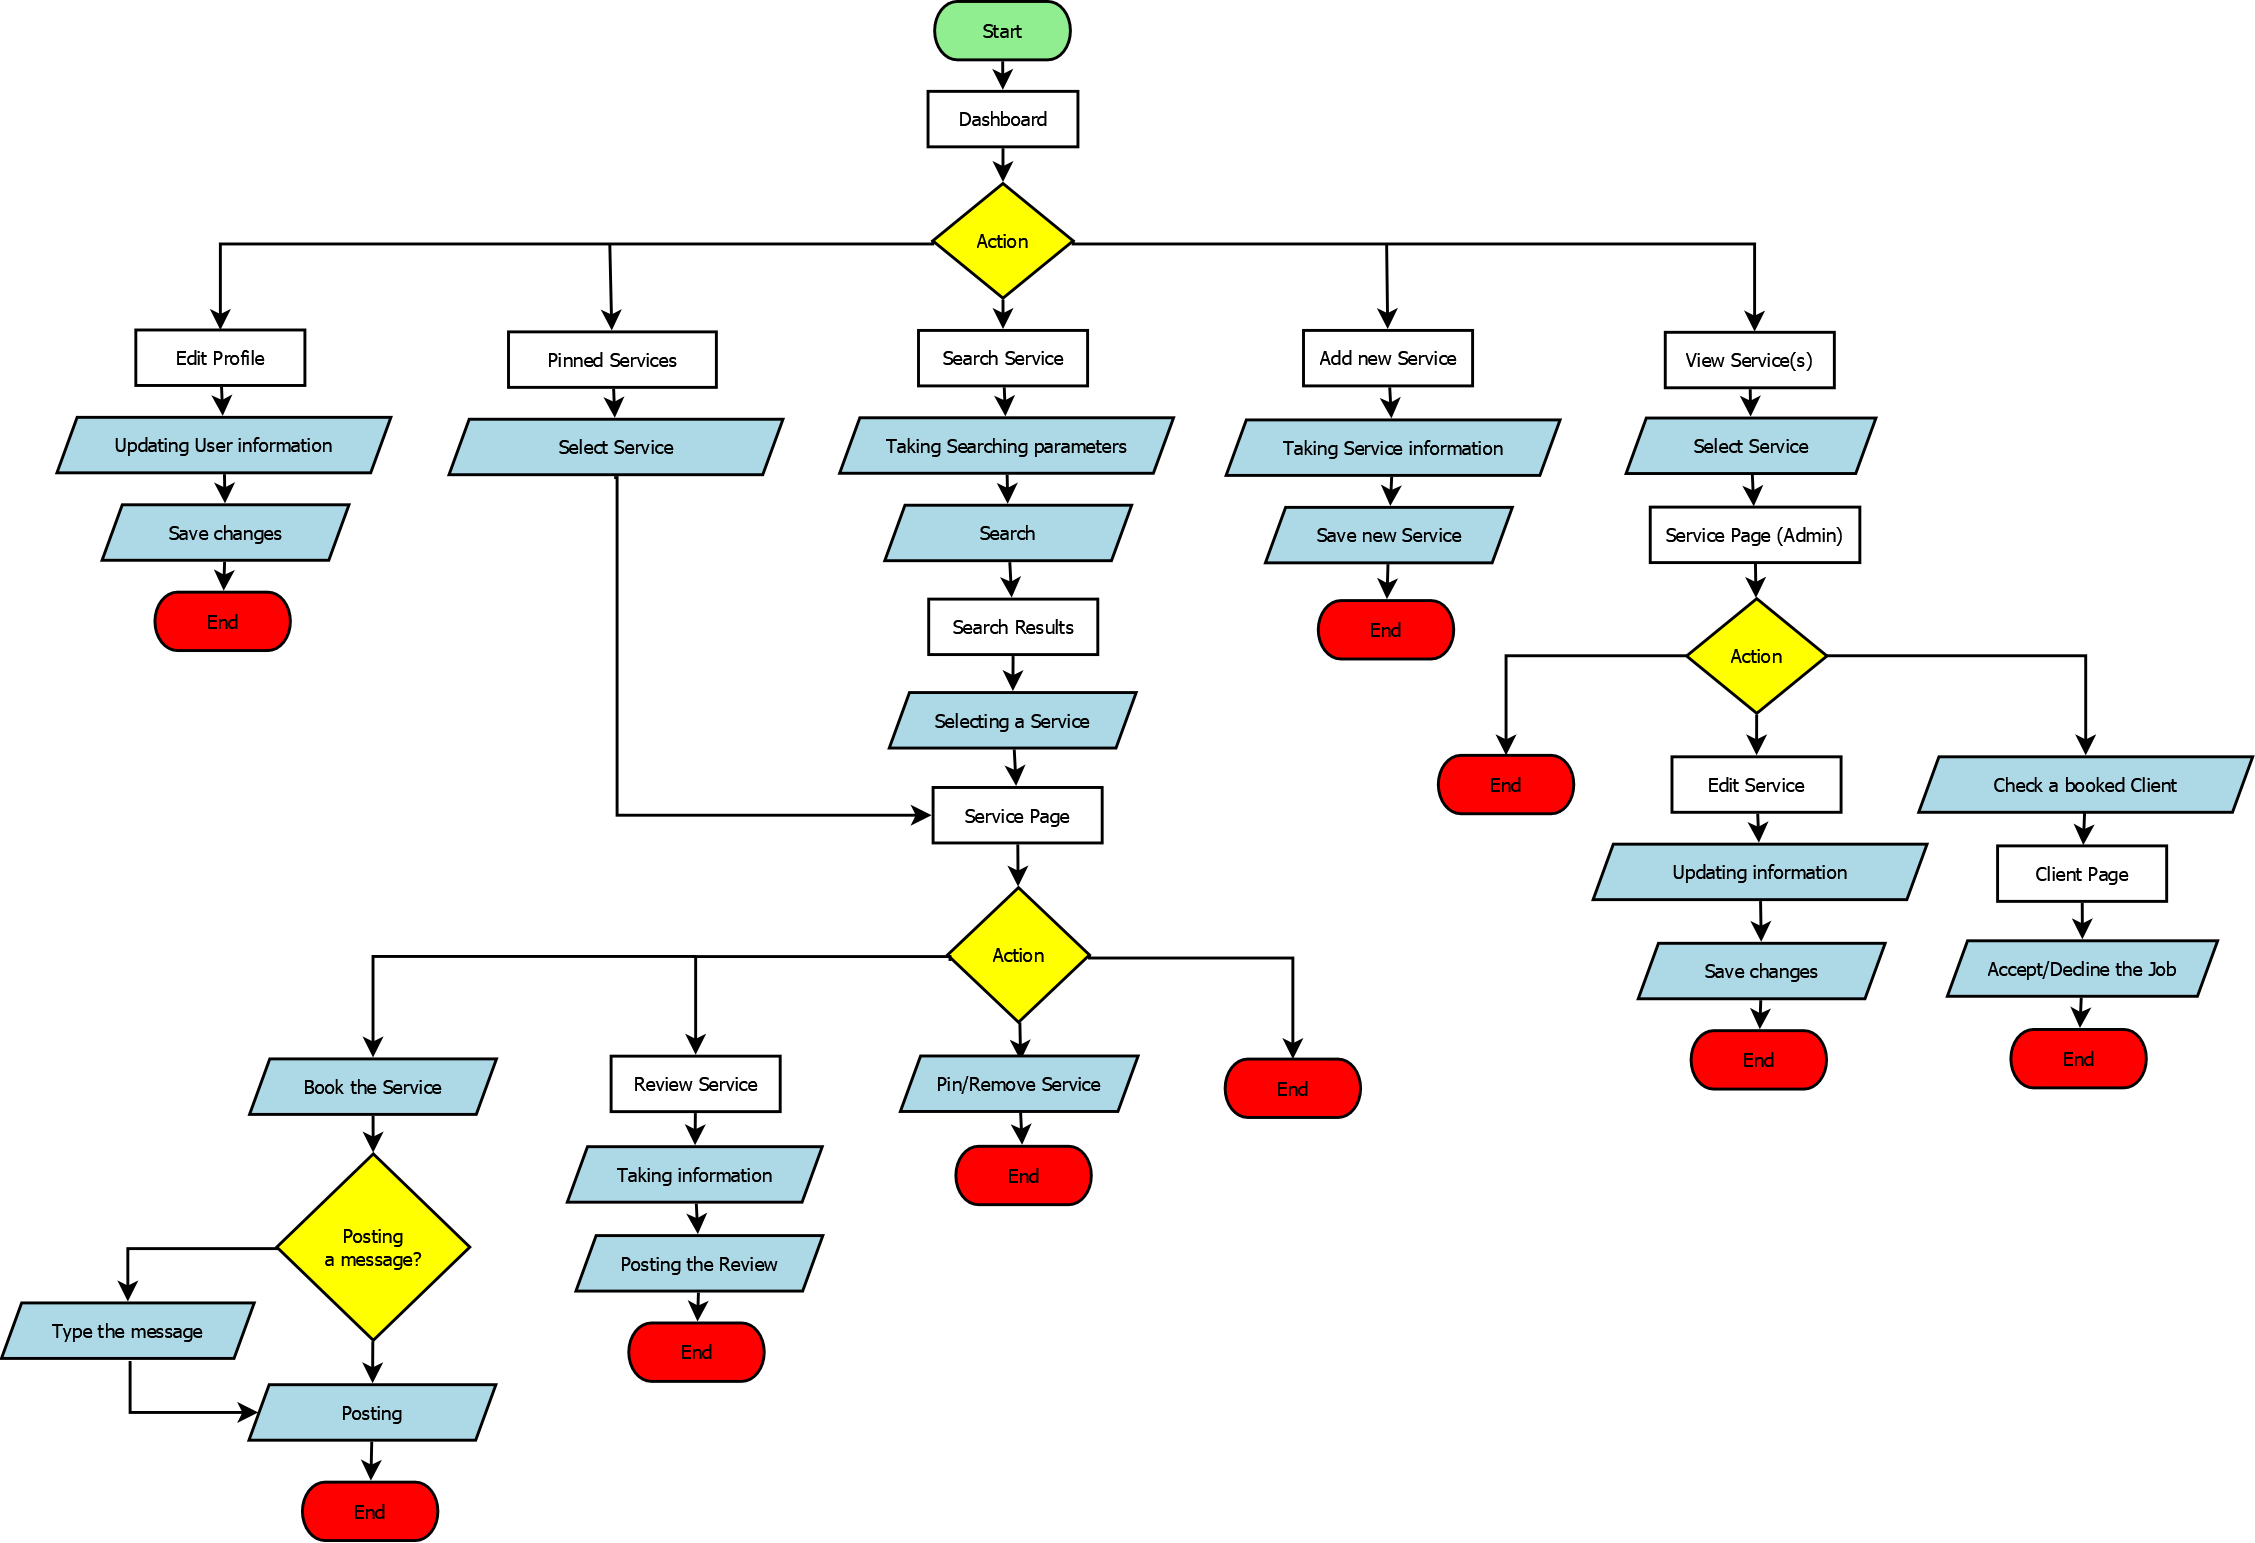 Start
Dashboard
Action
Edit Profile
Pinned Services
Search Service
Add new Service
View Service(s)
Updating User information
Select Service
Taking Searching parameters
Taking Service information
Select Service
Save changes
Search
Save new Service
Service Page (Admin)
End
Search Results
End
Action
Selecting a Service
Service Page
End
Edit Service
Check a booked Client
Updating information
Client Page
Action
Save changes
Accept/Decline the Job
Book the Service
Review Service
Pin/Remove Service
End
End
End
Taking information
End
Posting
a message?
Posting the Review
Type the message
End
Posting
End